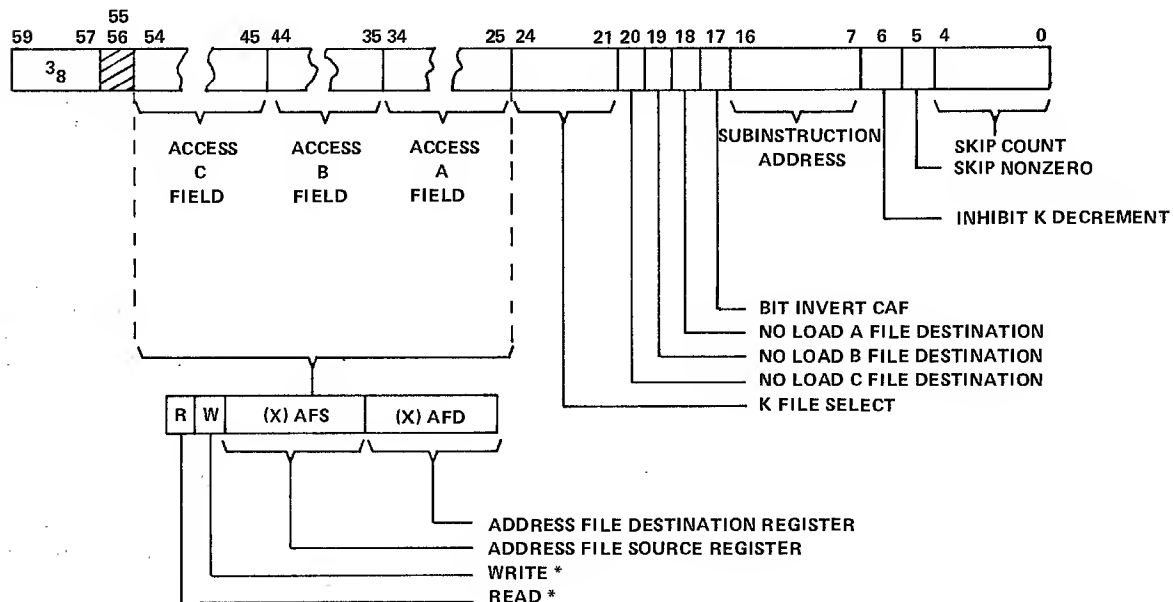 55
59 57 56 54 45 44 35 34 25 24 21 20 19 18 17 16 7 6 5 4 0
3₈
ACCESS C FIELD
ACCESS B FIELD
ACCESS A FIELD
SUBINSTRUCTION ADDRESS
SKIP COUNT
SKIP NONZERO
INHIBIT K DECREMENT
BIT INVERT CAF
NO LOAD A FILE DESTINATION
NO LOAD B FILE DESTINATION
NO LOAD C FILE DESTINATION
K FILE SELECT
R W (X) AFS (X) AFD
ADDRESS FILE DESTINATION REGISTER
ADDRESS FILE SOURCE REGISTER
WRITE *
READ *